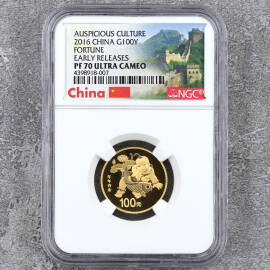 AUSPICIOUS CULTURE
2016 CHINA G100Y
FORTUNE
EARLY RELEASES
PF 70 ULTRA CAMEO
4398918-007
China
NGC
100元